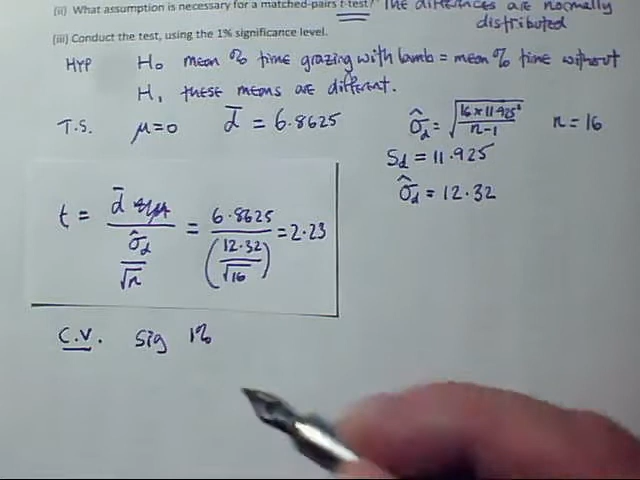 (ii) What assumption is necessary for a matched-pairs t-test? The differences are normally
distributed
(iii) Conduct the test, using the 1% significance level.
HYP H₀ mean % time grazing with lamb = mean % time without
H₁ these means are different.
T.S. μ=0 d̄ = 6.8625 σ̂d = √(16×11.925²/n-1) n = 16
Sd = 11.925
σ̂d = 12.32
t = d̄/(σ̂d/√n) = 6.8625/(12.32/√16) = 2.23
C.V. sig 1%